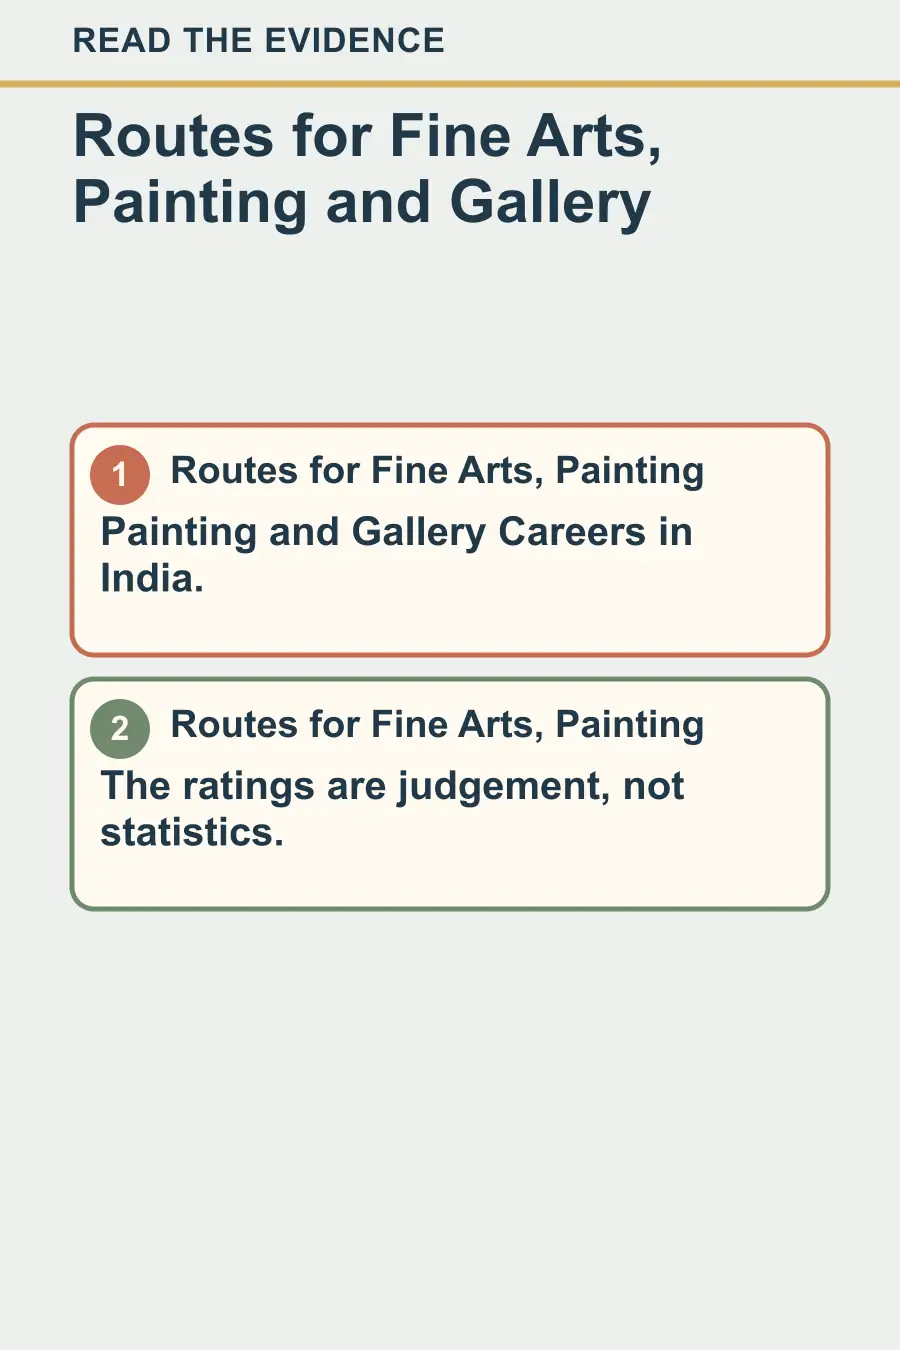 READ THE EVIDENCE
Routes for Fine Arts,
Painting and Gallery
1 Routes for Fine Arts, Painting
Painting and Gallery Careers in
India.
2 Routes for Fine Arts, Painting
The ratings are judgement, not
statistics.